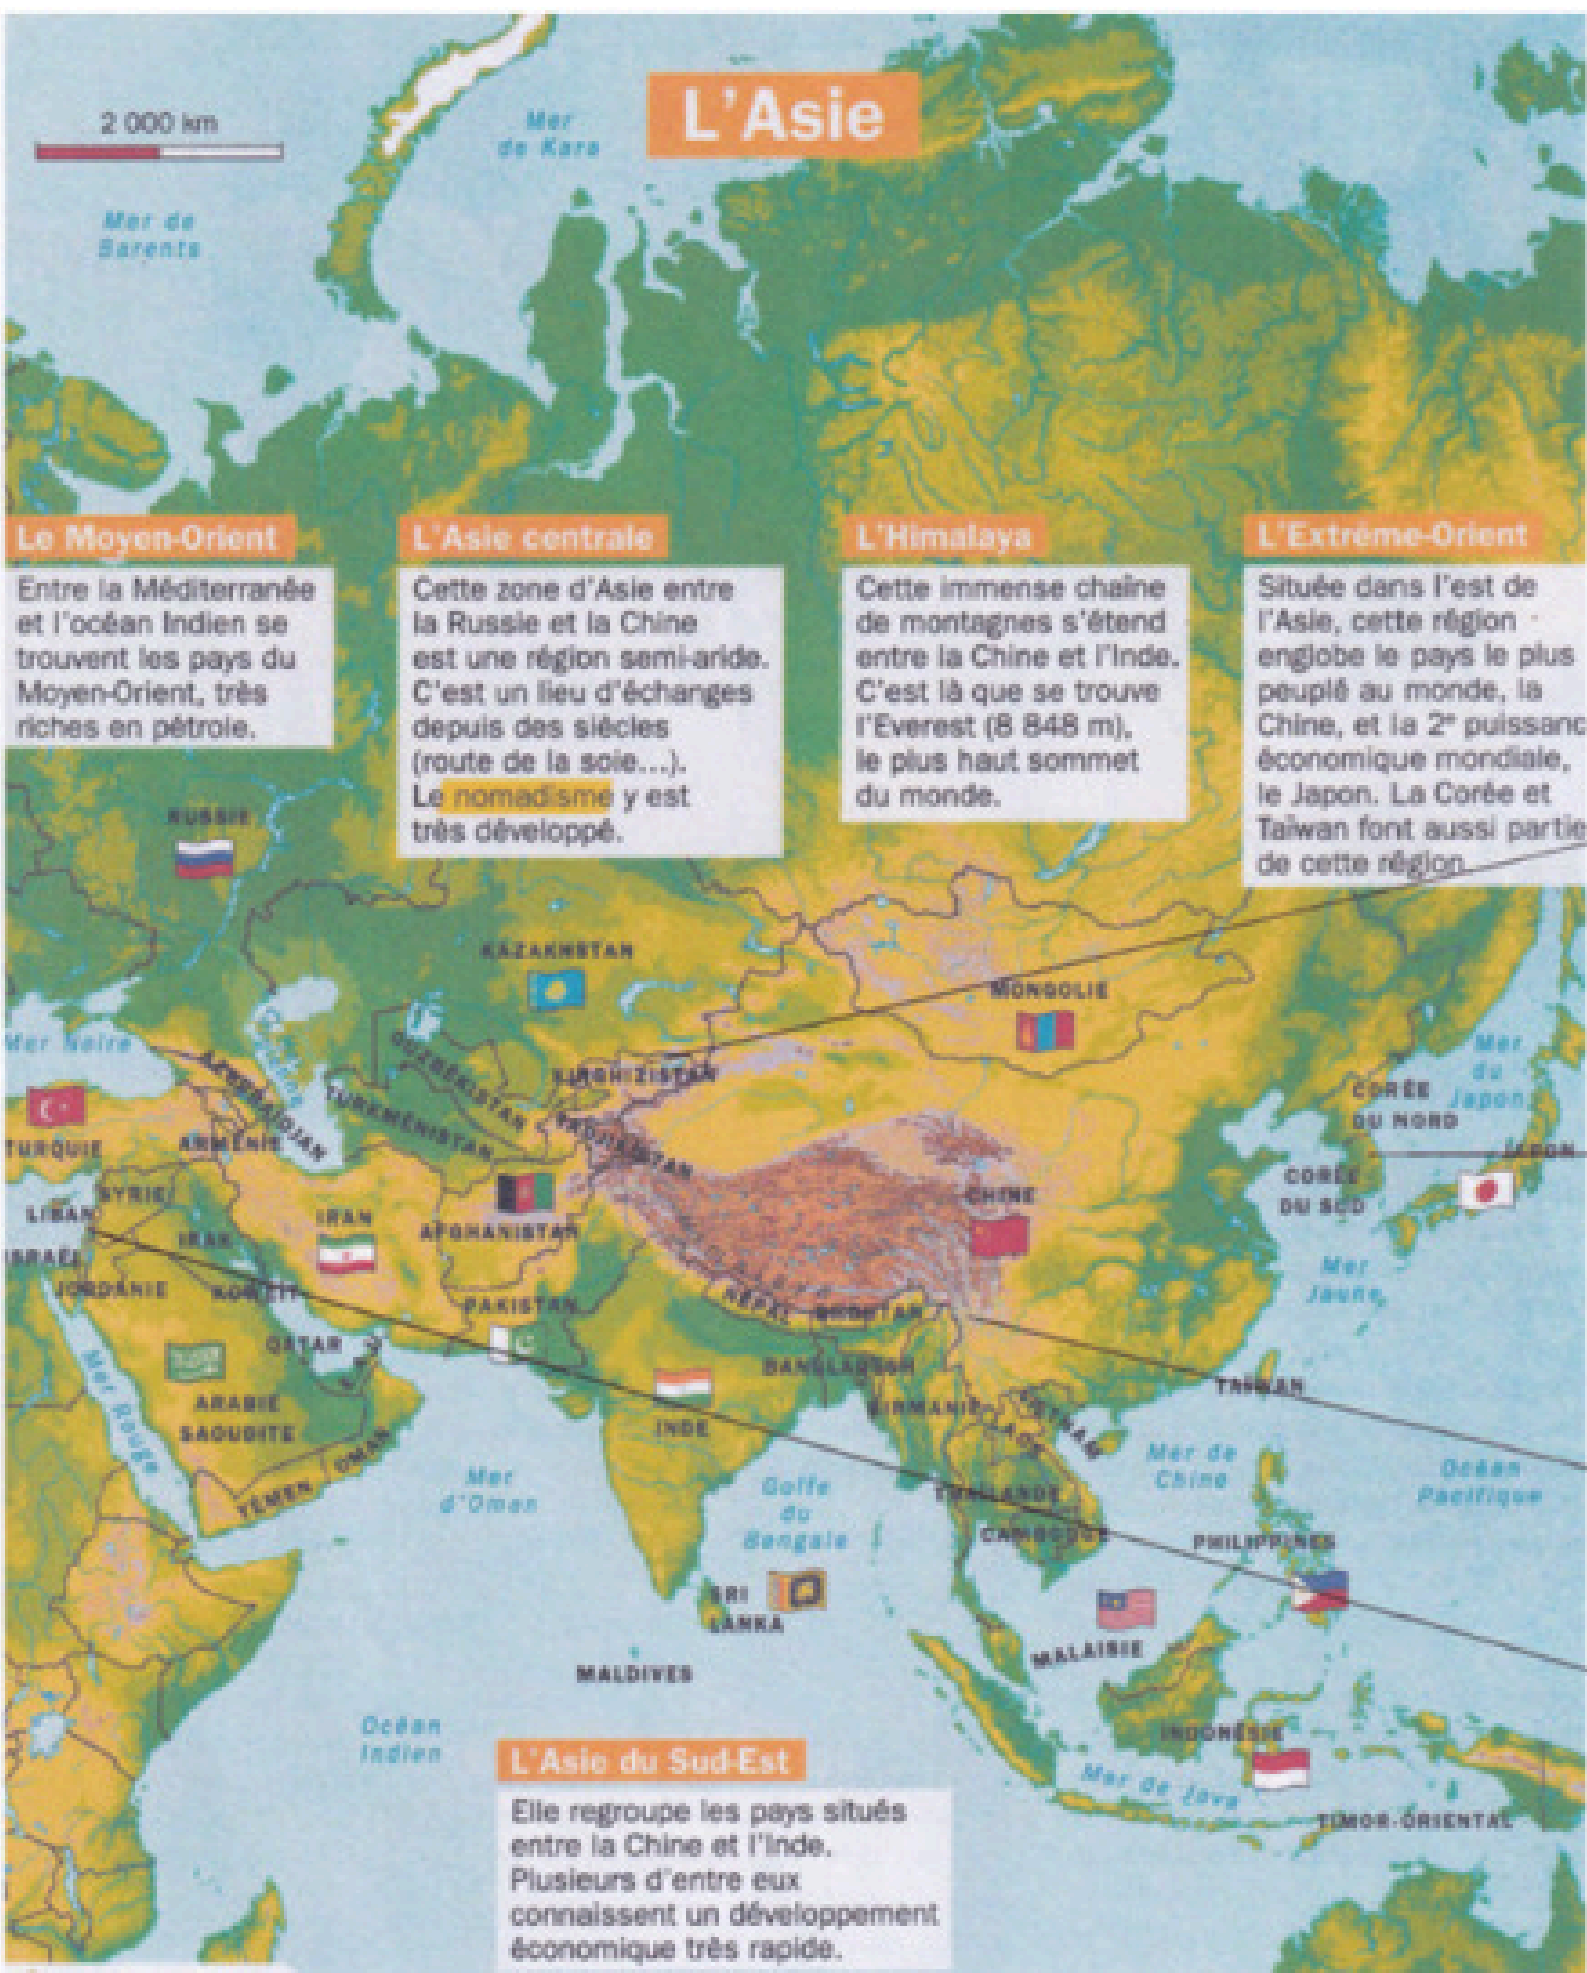 L'Asie
2 000 km
Mer
de Kara
Mer de
Barents
Le Moyen-Orient
Entre la Méditerranée
et l'océan Indien se
trouvent les pays du
Moyen-Orient, très
riches en pétrole.
L'Asie centrale
Cette zone d'Asie entre
la Russie et la Chine
est une région semi-aride.
C'est un lieu d'échanges
depuis des siècles
(route de la soie...).
Le nomadisme y est
très développé.
L'Himalaya
Cette immense chaîne
de montagnes s'étend
entre la Chine et l'Inde.
C'est là que se trouve
l'Everest (8 848 m),
le plus haut sommet
du monde.
L'Extrême-Orient
Située dans l'est de
l'Asie, cette région
englobe le pays le plus
peuplé au monde, la
Chine, et la 2e puissanc
économique mondiale,
le Japon. La Corée et
Taïwan font aussi partie
de cette région.
RUSSIE
KAZAKHSTAN
MONGOLIE
Mer Noire
Caspienne
OUZBÉKISTAN
KIRGHIZISTAN
TURKMÉNISTAN
TADJIKISTAN
AZERBAÏDJAN
ARMÉNIE
TURQUIE
CORÉE
DU NORD
Mer
du
Japon
JAPON
CORÉE
DU SUD
SYRIE
LIBAN
IRAK
IRAN
AFGHANISTAN
CHINE
ISRAËL
JORDANIE
KOWEÏT
PAKISTAN
NÉPAL
BHOUTAN
Mer
Jaune
QATAR
E.A.U.
BANGLADESH
TAÏWAN
Mer Rouge
ARABIE
SAOUDITE
INDE
BIRMANIE
LAOS
VIETNAM
OMAN
YÉMEN
Mer
d'Oman
Golfe
du
Bengale
THAÏLANDE
CAMBODGE
Mer de
Chine
Océan
Pacifique
PHILIPPINES
SRI
LANKA
MALDIVES
MALAISIE
Océan
Indien
INDONÉSIE
Mer de Java
TIMOR-ORIENTAL
L'Asie du Sud-Est
Elle regroupe les pays situés
entre la Chine et l'Inde.
Plusieurs d'entre eux
connaissent un développement
économique très rapide.